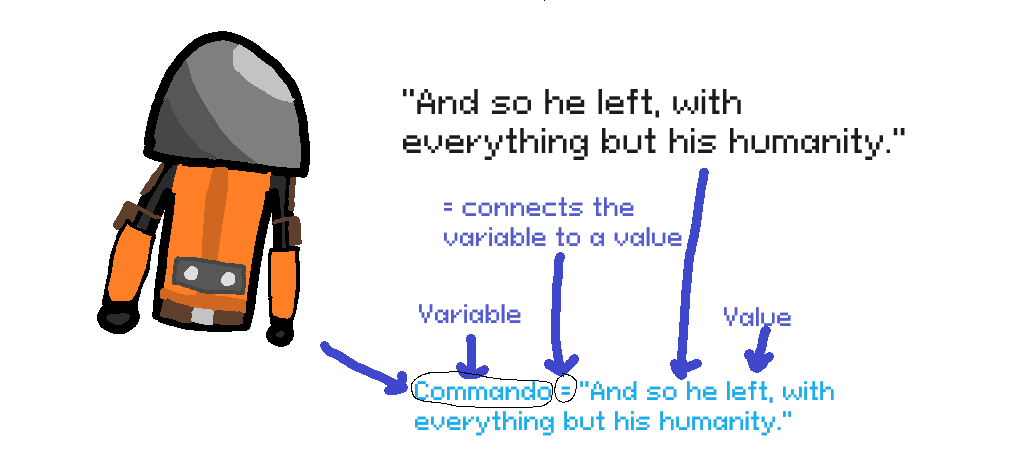 "And so he left, with
everything but his humanity."
= connects the
variable to a value
Variable
Value
Commando = "And so he left, with
everything but his humanity."